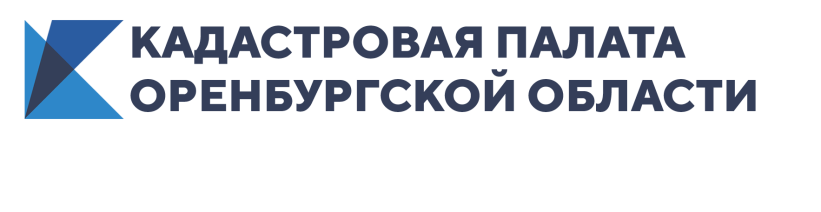 КАДАСТРОВАЯ ПАЛАТА
ОРЕНБУРГСКОЙ ОБЛАСТИ